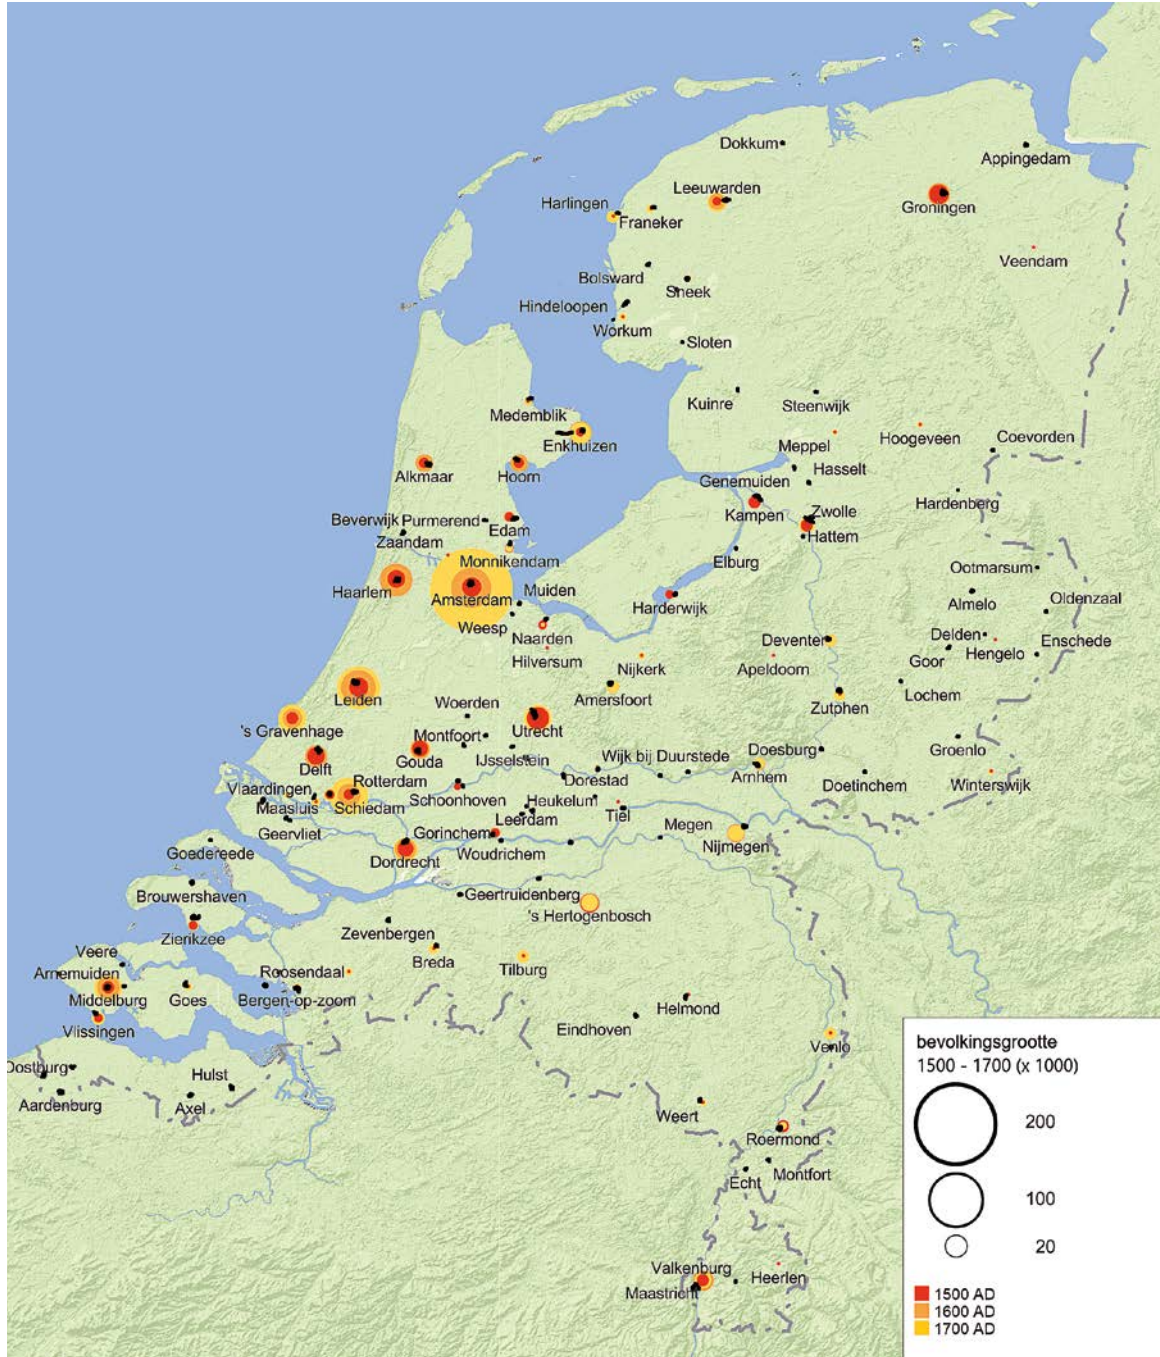 Dokkum
Appingedam
Leeuwarden
Harlingen
Franeker
Groningen
Veendam
Bolsward
Sneek
Hindeloopen
Workum
Sloten
Kuinre
Steenwijk
Medemblik
Enkhuizen
Meppel
Hoogeveen
Coevorden
Alkmaar
Hoorn
Hasselt
Genemuiden
Hardenberg
Kampen
Zwolle
Beverwijk
Purmerend
Edam
Hattem
Zaandam
Monnikendam
Elburg
Ootmarsum
Haarlem
Amsterdam
Muiden
Harderwijk
Almelo
Oldenzaal
Weesp
Naarden
Deventer
Delden
Enschede
Hilversum
Nijkerk
Apeldoorn
Goor
Hengelo
Leiden
Woerden
Amersfoort
Zutphen
Lochem
's Gravenhage
Montfoort
Utrecht
Groenlo
Delft
Gouda
IJsselstein
Wijk bij Duurstede
Doesburg
Rotterdam
Dorestad
Arnhem
Doetinchem
Winterswijk
Vlaardingen
Schoonhoven
Heukelum
Maasluis
Schiedam
Leerdam
Tiel
Geervliet
Gorinchem
Megen
Goedereede
Dordrecht
Woudrichem
Nijmegen
Brouwershaven
Geertruidenberg
's Hertogenbosch
Zierikzee
Zevenbergen
Veere
Breda
Tilburg
Arnemuiden
Roosendaal
Middelburg
Goes
Bergen-op-zoom
Helmond
Vlissingen
Eindhoven
Venlo
Oostburg
Hulst
Aardenburg
Axel
Weert
Roermond
Montfort
Echt
Valkenburg
Heerlen
Maastricht
bevolkingsgrootte
1500 - 1700 (x 1000)
200
100
20
1500 AD
1600 AD
1700 AD